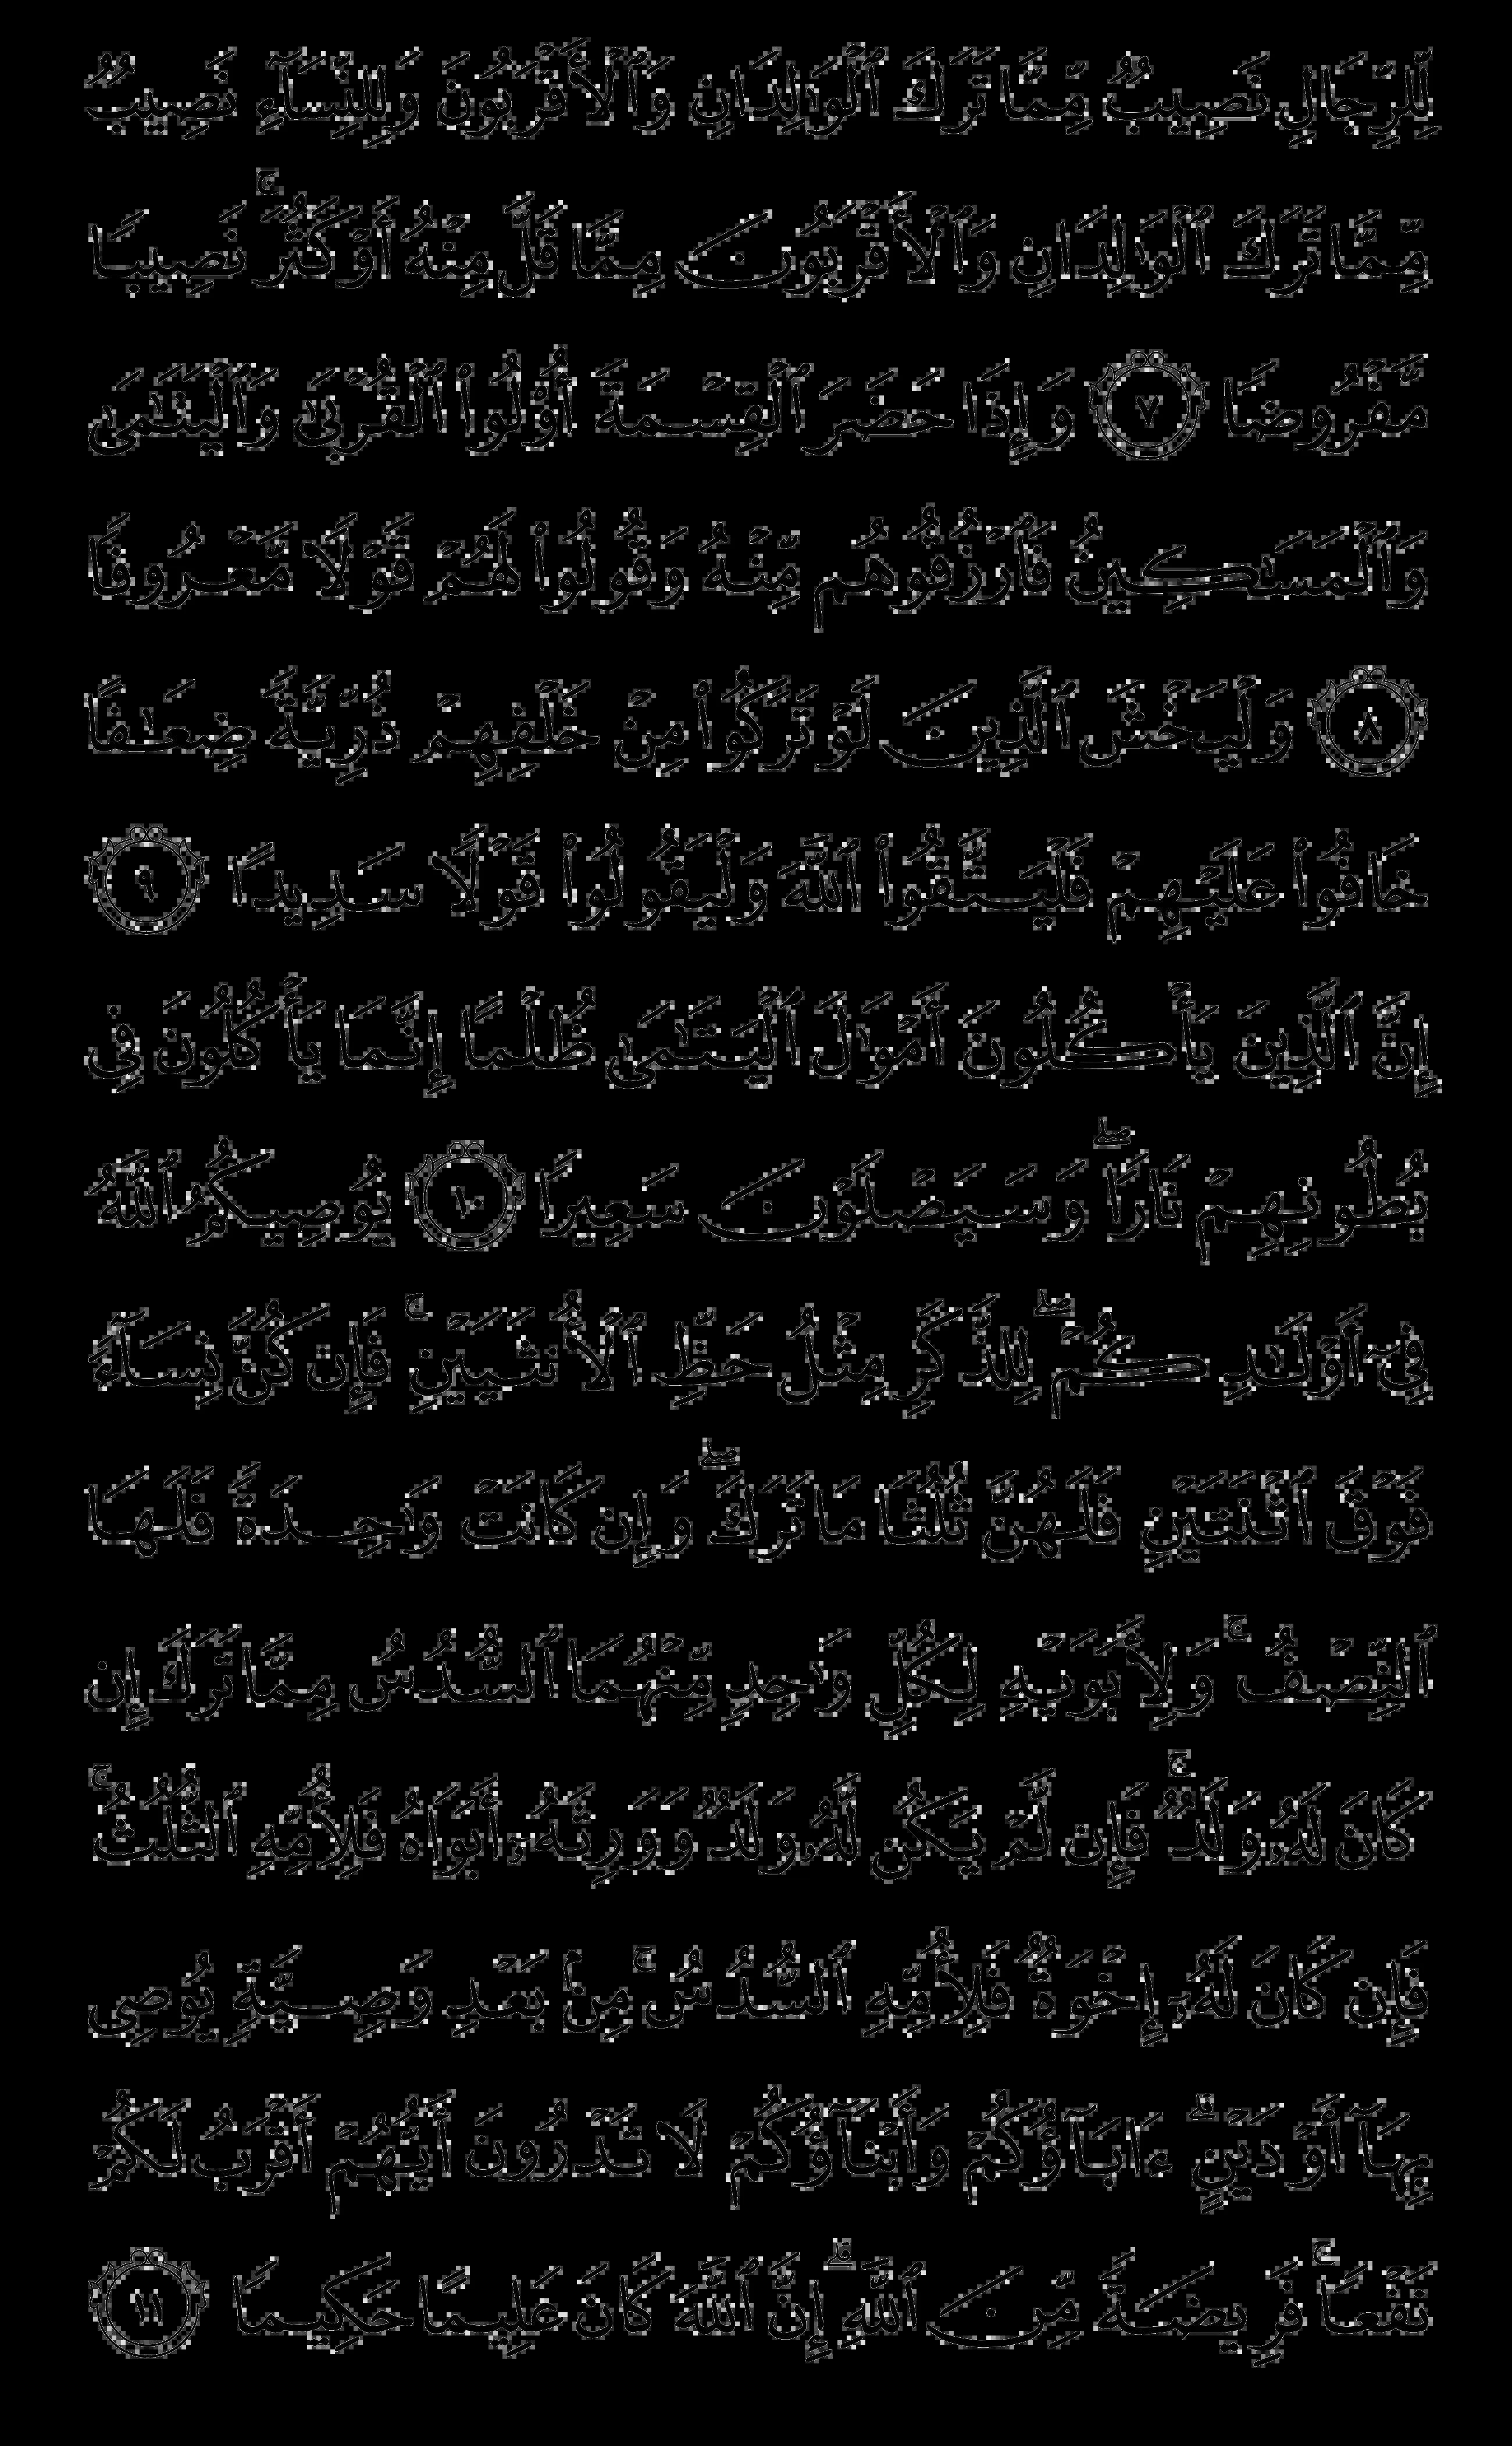 لِّلرِّجَالِ نَصِيبٌ مِّمَّا تَرَكَ ٱلْوَٰلِدَانِ وَٱلْأَقْرَبُونَ وَلِلنِّسَآءِ نَصِيبٌ
مِّمَّا تَرَكَ ٱلْوَٰلِدَانِ وَٱلْأَقْرَبُونَ مِمَّا قَلَّ مِنْهُ أَوْ كَثُرَ ۚ نَصِيبًا
مَّفْرُوضًا ٧ وَإِذَا حَضَرَ ٱلْقِسْمَةَ أُو۟لُوا۟ ٱلْقُرْبَىٰ وَٱلْيَتَٰمَىٰ
وَٱلْمَسَٰكِينُ فَٱرْزُقُوهُم مِّنْهُ وَقُولُوا۟ لَهُمْ قَوْلًا مَّعْرُوفًا
٨ وَلْيَخْشَ ٱلَّذِينَ لَوْ تَرَكُوا۟ مِنْ خَلْفِهِمْ ذُرِّيَّةً ضِعَٰفًا
خَافُوا۟ عَلَيْهِمْ فَلْيَتَّقُوا۟ ٱللَّهَ وَلْيَقُولُوا۟ قَوْلًا سَدِيدًا ٩
إِنَّ ٱلَّذِينَ يَأْكُلُونَ أَمْوَٰلَ ٱلْيَتَٰمَىٰ ظُلْمًا إِنَّمَا يَأْكُلُونَ فِى
بُطُونِهِمْ نَارًا ۖ وَسَيَصْلَوْنَ سَعِيرًا ١٠ يُوصِيكُمُ ٱللَّهُ
فِىٓ أَوْلَٰدِكُمْ ۖ لِلذَّكَرِ مِثْلُ حَظِّ ٱلْأُنثَيَيْنِ ۚ فَإِن كُنَّ نِسَآءً
فَوْقَ ٱثْنَتَيْنِ فَلَهُنَّ ثُلُثَا مَا تَرَكَ ۖ وَإِن كَانَتْ وَٰحِدَةً فَلَهَا
ٱلنِّصْفُ ۚ وَلِأَبَوَيْهِ لِكُلِّ وَٰحِدٍ مِّنْهُمَا ٱلسُّدُسُ مِمَّا تَرَكَ إِن
كَانَ لَهُۥ وَلَدٌ ۚ فَإِن لَّمْ يَكُن لَّهُۥ وَلَدٌ وَوَرِثَهُۥٓ أَبَوَاهُ فَلِأُمِّهِ ٱلثُّلُثُ ۚ
فَإِن كَانَ لَهُۥٓ إِخْوَةٌ فَلِأُمِّهِ ٱلسُّدُسُ ۚ مِنۢ بَعْدِ وَصِيَّةٍ يُوصِى
بِهَآ أَوْ دَيْنٍ ۗ ءَابَآؤُكُمْ وَأَبْنَآؤُكُمْ لَا تَدْرُونَ أَيُّهُمْ أَقْرَبُ لَكُمْ
نَفْعًا ۚ فَرِيضَةً مِّنَ ٱللَّهِ ۗ إِنَّ ٱللَّهَ كَانَ عَلِيمًا حَكِيمًا ١١